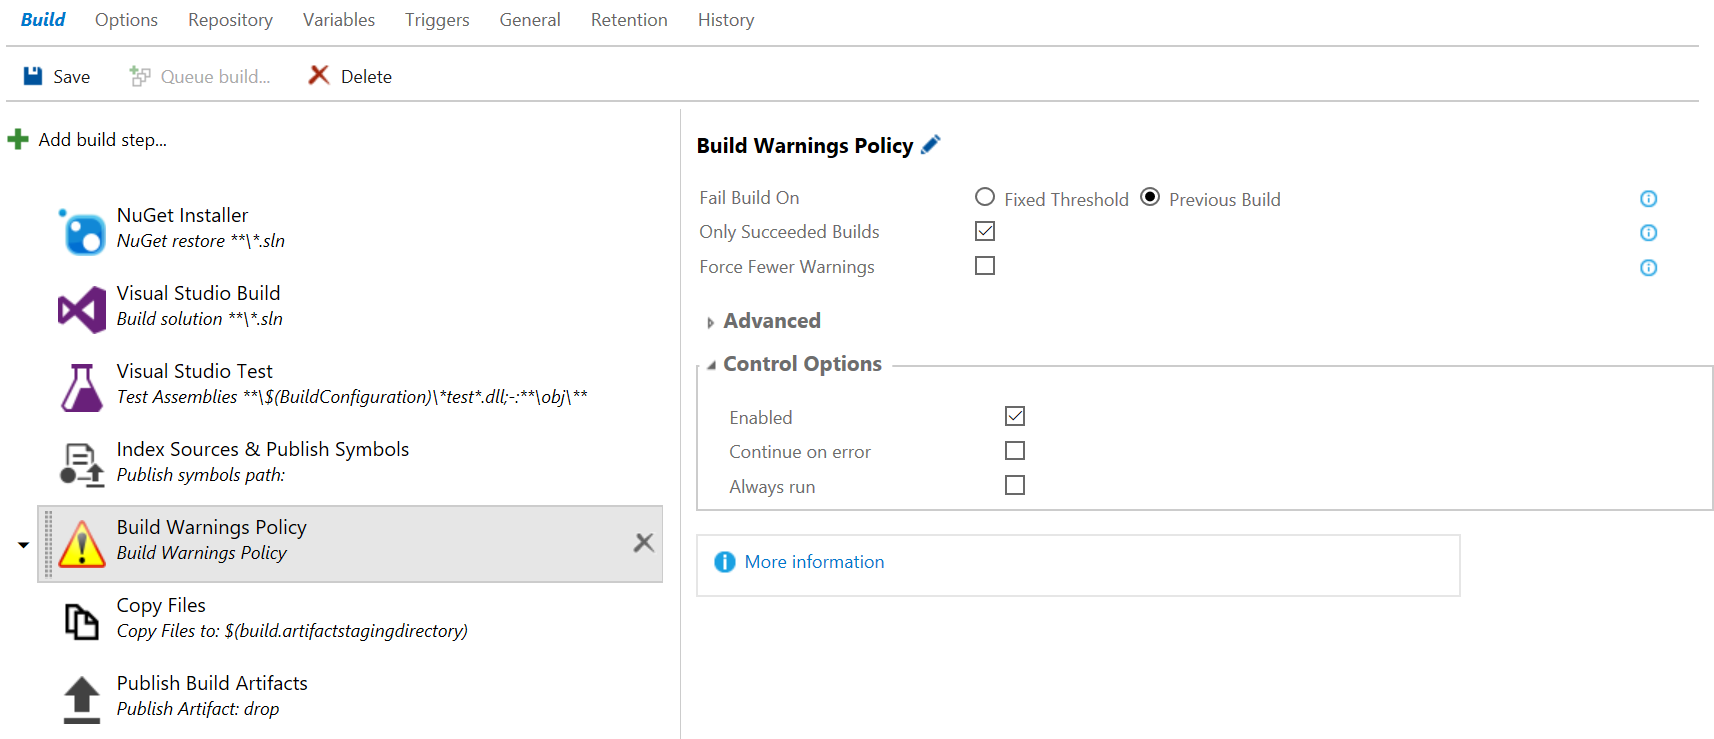 Build Options Repository Variables Triggers General Retention History
Save Queue build... Delete
Add build step...
NuGet Installer
NuGet restore **\*.sln
Visual Studio Build
Build solution **\*.sln
Visual Studio Test
Test Assemblies **\$(BuildConfiguration)\*test*.dll;-:**\obj\**
Index Sources & Publish Symbols
Publish symbols path:
Build Warnings Policy
Build Warnings Policy
Copy Files
Copy Files to: $(build.artifactstagingdirectory)
Publish Build Artifacts
Publish Artifact: drop
Build Warnings Policy
Fail Build On Fixed Threshold Previous Build
Only Succeeded Builds
Force Fewer Warnings
Advanced
Control Options
Enabled
Continue on error
Always run
More information